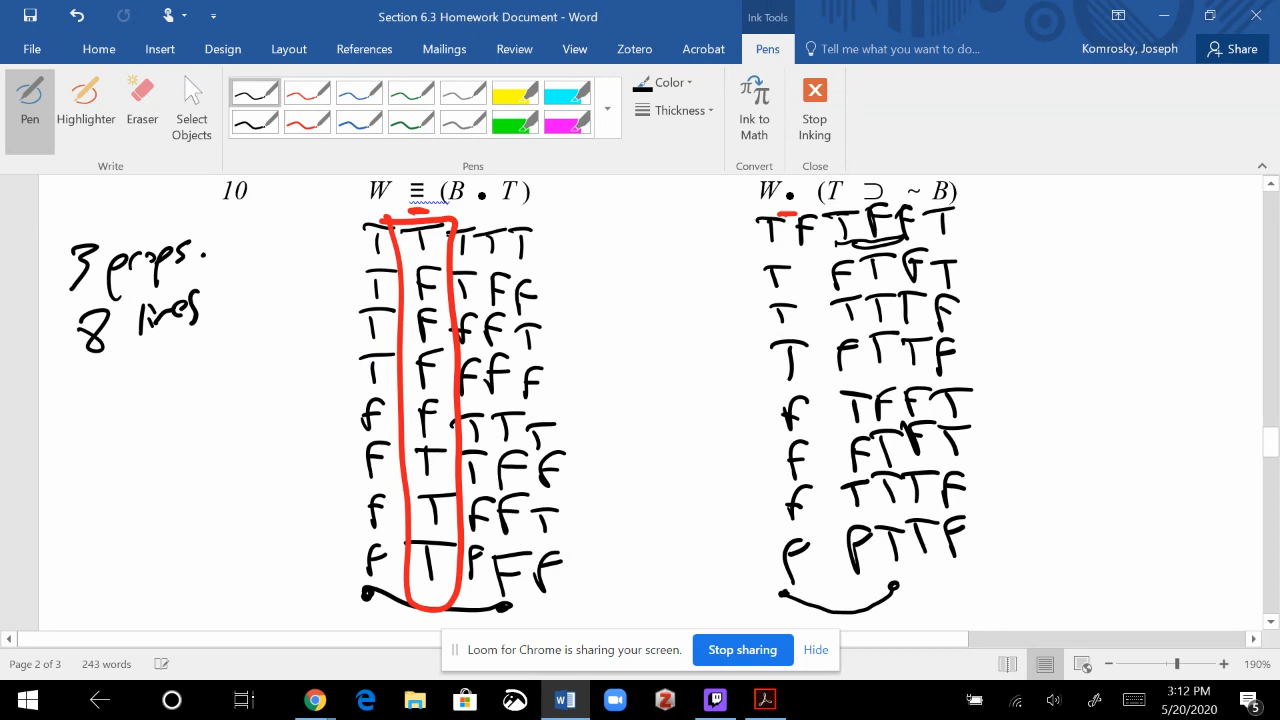 Section 6.3 Homework Document - Word
Ink Tools
File Home Insert Design Layout References Mailings Review View Zotero Acrobat Pens Tell me what you want to do... Komrosky, Joseph Share
Pen Highlighter Eraser Select Objects
Color
Thickness
Ink to Math
Stop Inking
Write Pens Convert Close
10 W ≡ (B • T) W • (T ⊃ ~ B)
3 props.
8 lines
T T T T T T F T F F T
T F T F F T F T F T
T F F F T T T T T F
T F F F F T F T T F
F F T T T F T F F T
F T T F F F F T F T
F T F F T F T T T F
F T F F F F F T T F
Loom for Chrome is sharing your screen. Stop sharing Hide
Page 2 of 3 243 words 190%
3:12 PM
5/20/2020
5